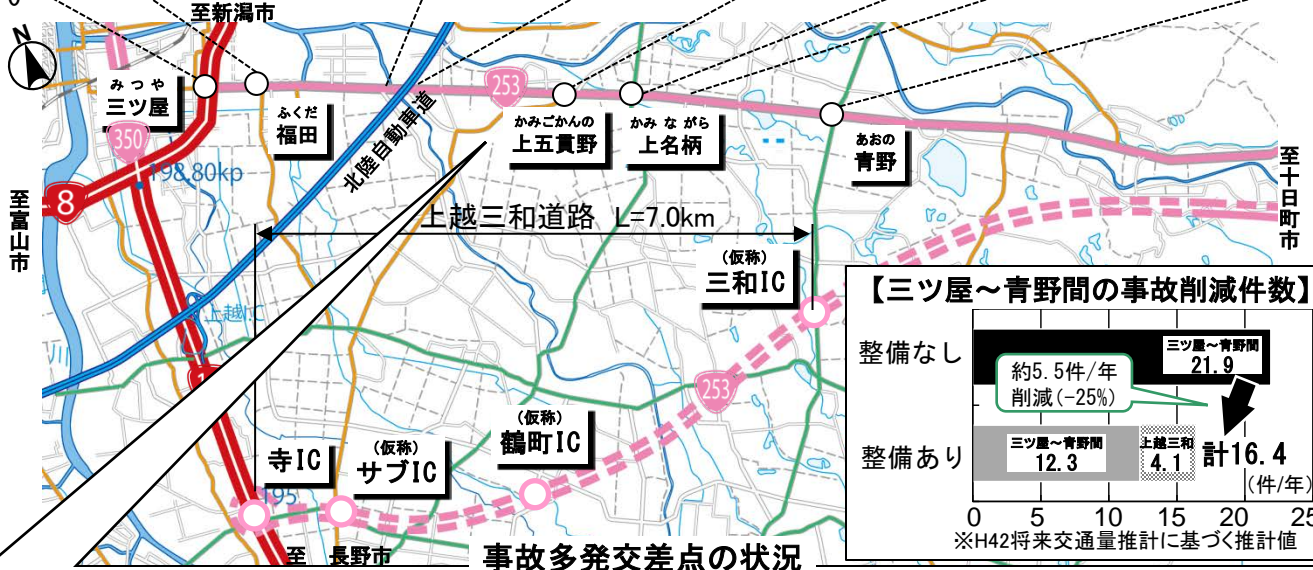 至新潟市
N
みつや
三ツ屋
ふくだ
福田
253
かみごかんの
上五貫野
かみながら
上名柄
あおの
青野
350
北陸自動車道
198.80kp
8
至富山市
至十日町市
上越三和道路 L=7.0km
(仮称)
三和IC
上越IC
川
253
(仮称)
鶴町IC
(仮称)
サブIC
寺IC
195
至 長野市
事故多発交差点の状況
【三ツ屋～青野間の事故削減件数】
整備なし
三ツ屋～青野間
21.9
約5.5件/年
削減(-25%)
整備あり
三ツ屋～青野間
12.3
上越三和
4.1
計16.4
(件/年)
0 5 10 15 20 25
※H42将来交通量推計に基づく推計値